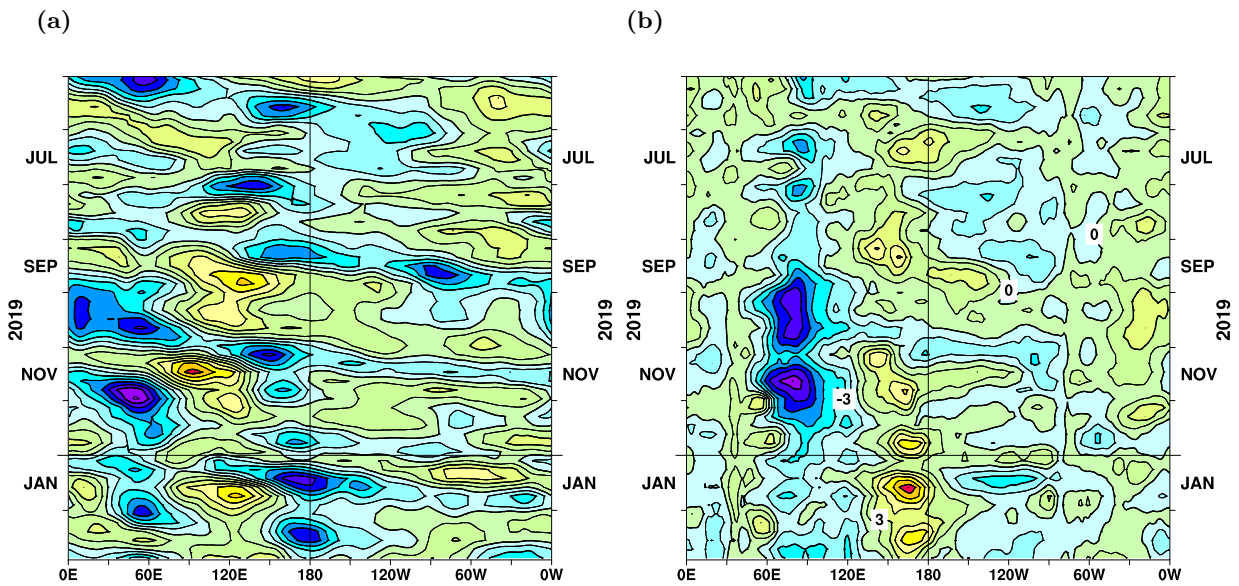 (a) (b)
JUL JUL JUL JUL
0
SEP SEP SEP SEP
0
2019 2019 2019 2019
NOV NOV NOV NOV
-3
JAN JAN JAN JAN
3
0E 60E 120E 180 120W 60W 0W 0E 60E 120E 180 120W 60W 0W